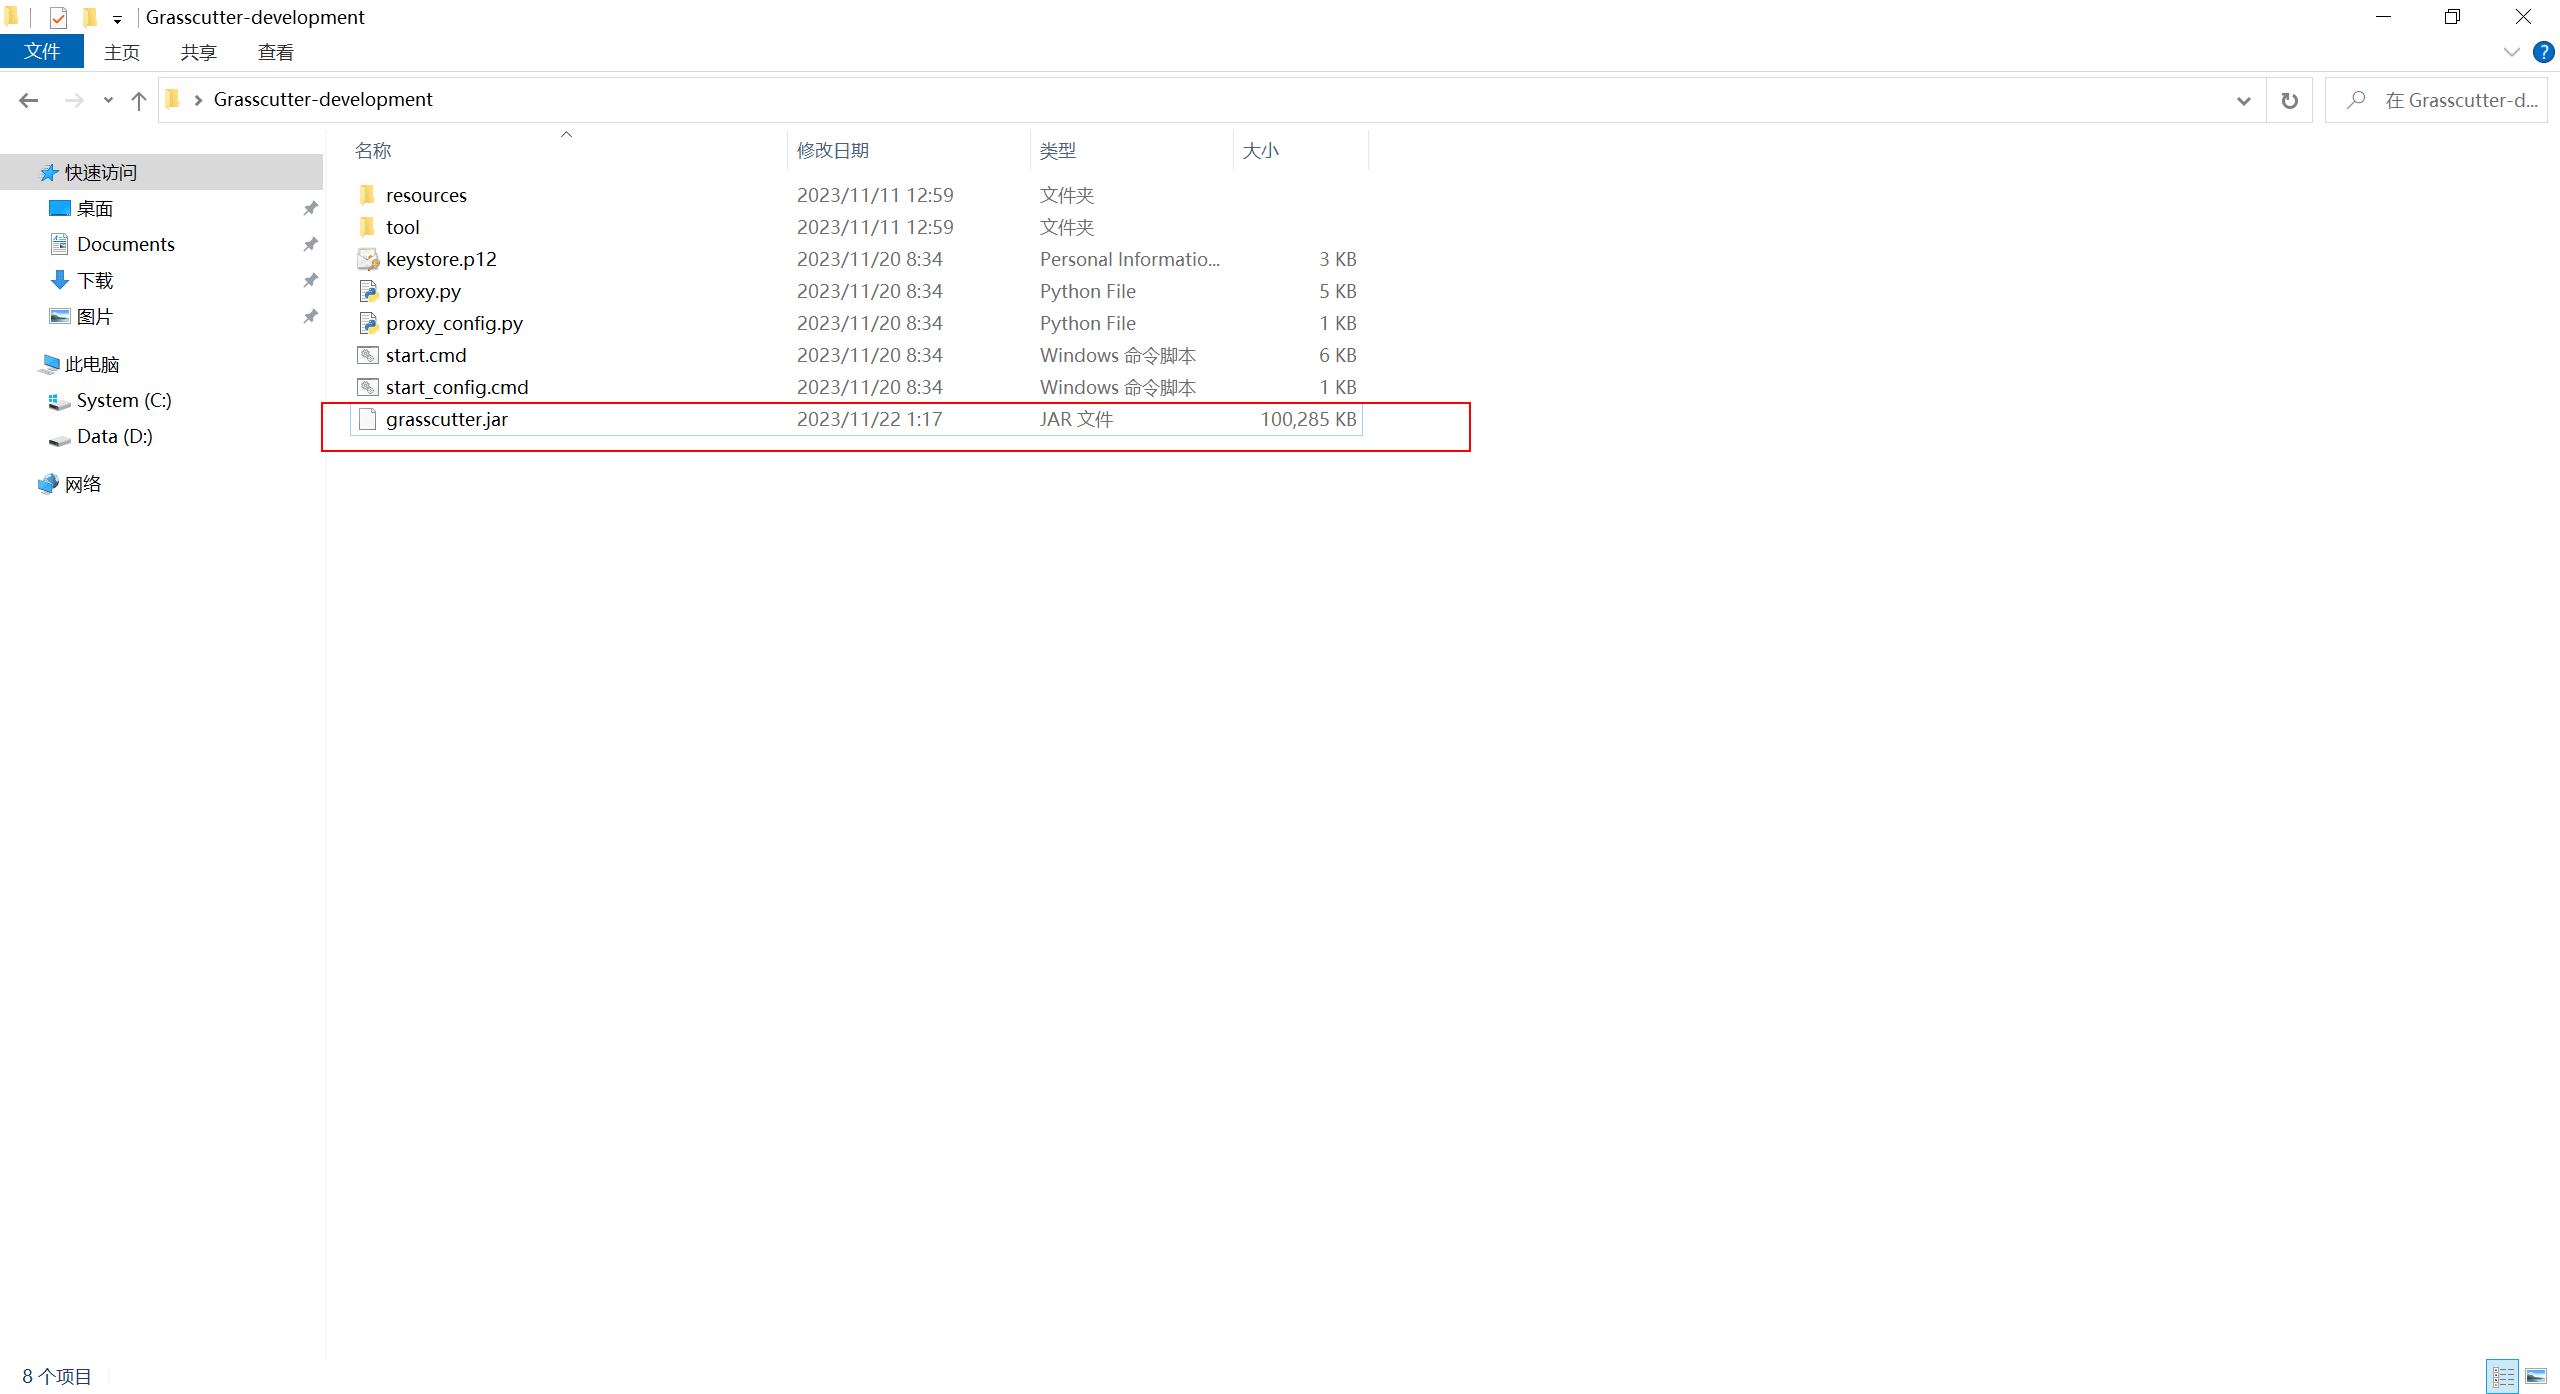 Grasscutter-development
文件 主页 共享 查看
Grasscutter-development
在 Grasscutter-d...
名称 修改日期 类型 大小
快速访问
桌面
Documents
下载
图片
此电脑
System (C:)
Data (D:)
网络
resources 2023/11/11 12:59 文件夹
tool 2023/11/11 12:59 文件夹
keystore.p12 2023/11/20 8:34 Personal Informatio... 3 KB
proxy.py 2023/11/20 8:34 Python File 5 KB
proxy_config.py 2023/11/20 8:34 Python File 1 KB
start.cmd 2023/11/20 8:34 Windows 命令脚本 6 KB
start_config.cmd 2023/11/20 8:34 Windows 命令脚本 1 KB
grasscutter.jar 2023/11/22 1:17 JAR 文件 100,285 KB
8 个项目